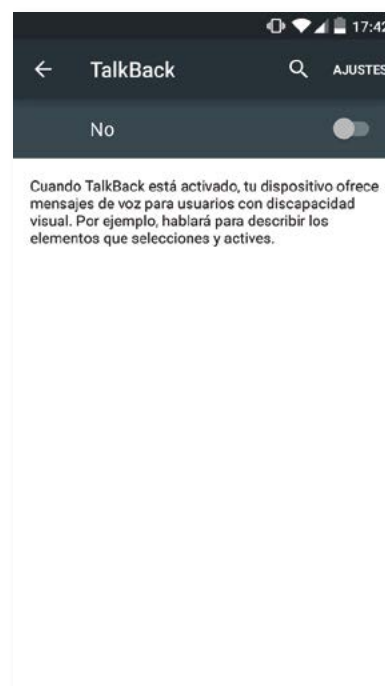 17:42
TalkBack
AJUSTES
No
Cuando TalkBack está activado, tu dispositivo ofrece
mensajes de voz para usuarios con discapacidad
visual. Por ejemplo, hablará para describir los
elementos que selecciones y actives.